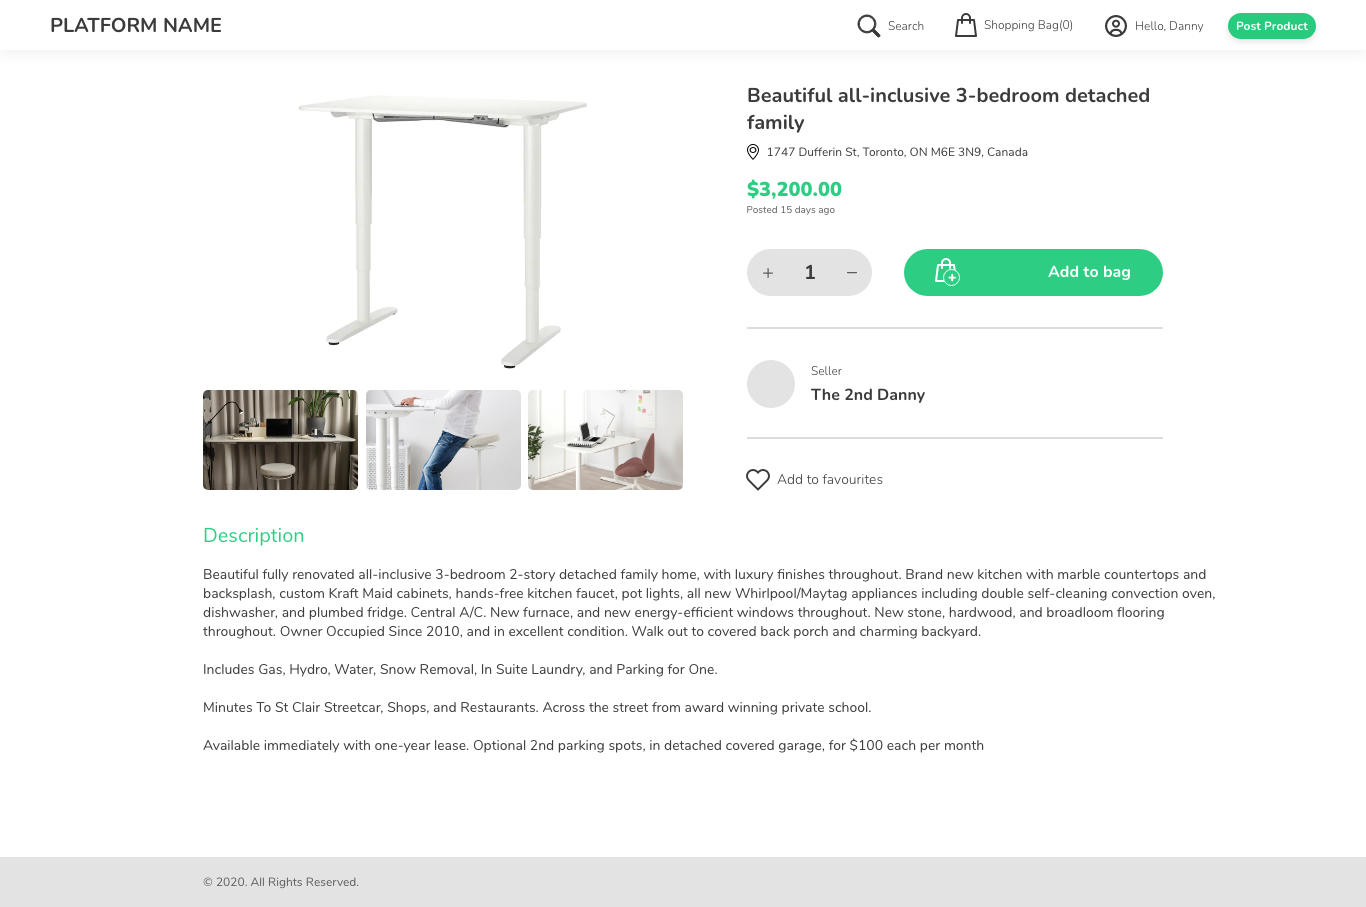 PLATFORM NAME
Search
Shopping Bag(0)
Hello, Danny
Post Product
Beautiful all-inclusive 3-bedroom detached
family
1747 Dufferin St, Toronto, ON M6E 3N9, Canada
$3,200.00
Posted 15 days ago
+ 1 −
Add to bag
Seller
The 2nd Danny
Add to favourites
Description
Beautiful fully renovated all-inclusive 3-bedroom 2-story detached family home, with luxury finishes throughout. Brand new kitchen with marble countertops and
backsplash, custom Kraft Maid cabinets, hands-free kitchen faucet, pot lights, all new Whirlpool/Maytag appliances including double self-cleaning convection oven,
dishwasher, and plumbed fridge. Central A/C. New furnace, and new energy-efficient windows throughout. New stone, hardwood, and broadloom flooring
throughout. Owner Occupied Since 2010, and in excellent condition. Walk out to covered back porch and charming backyard.
Includes Gas, Hydro, Water, Snow Removal, In Suite Laundry, and Parking for One.
Minutes To St Clair Streetcar, Shops, and Restaurants. Across the street from award winning private school.
Available immediately with one-year lease. Optional 2nd parking spots, in detached covered garage, for $100 each per month
© 2020. All Rights Reserved.